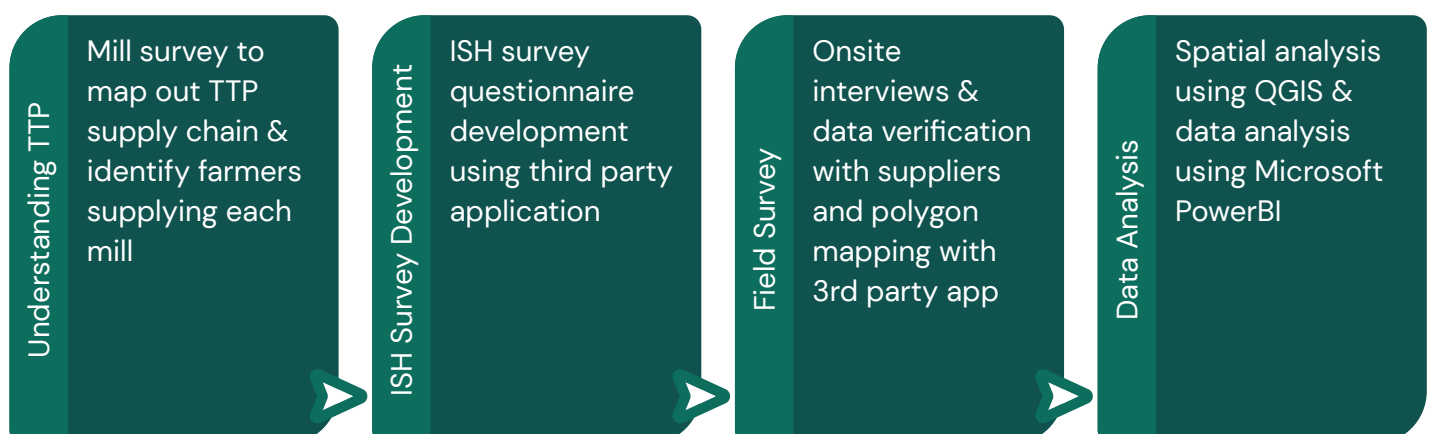 Understanding TTP
Mill survey to
map out TTP
supply chain &
identify farmers
supplying each
mill
ISH Survey Development
ISH survey
questionnaire
development
using third party
application
Field Survey
Onsite
interviews &
data verification
with suppliers
and polygon
mapping with
3rd party app
Data Analysis
Spatial analysis
using QGIS &
data analysis
using Microsoft
PowerBI